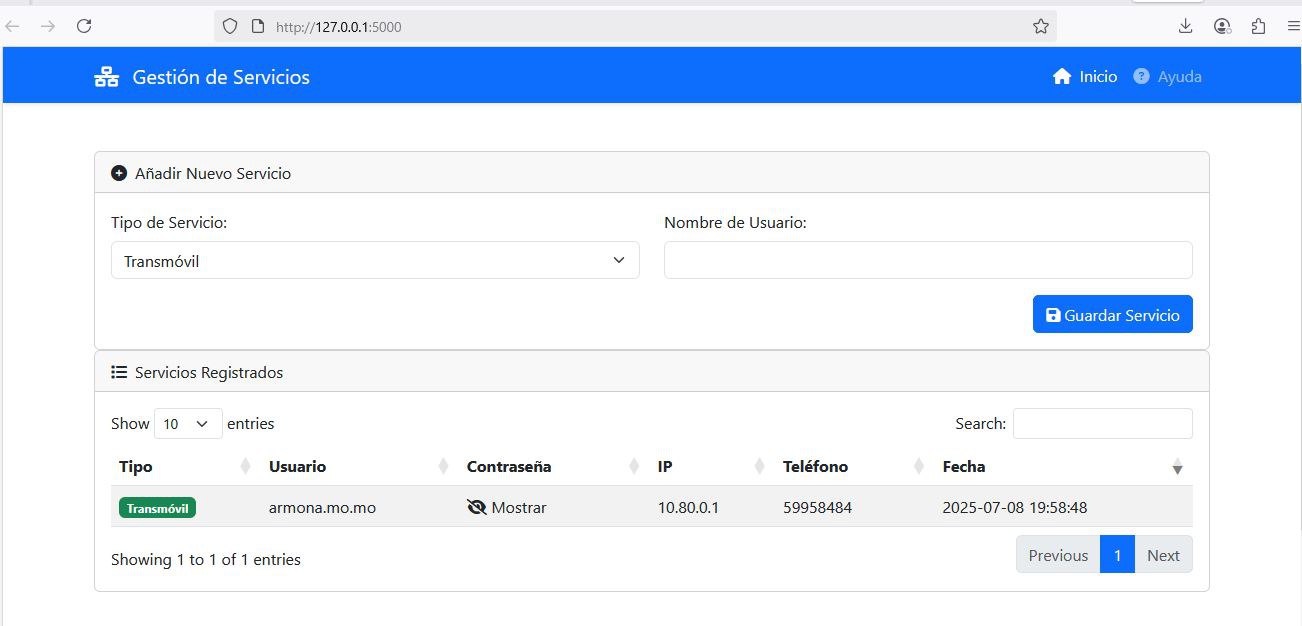 http://127.0.0.1:5000
Gestión de Servicios Inicio ? Ayuda
Añadir Nuevo Servicio
Tipo de Servicio: Nombre de Usuario:
Transmóvil
Guardar Servicio
Servicios Registrados
Show 10 entries Search:
Tipo Usuario Contraseña IP Teléfono Fecha
Transmóvil armona.mo.mo Mostrar 10.80.0.1 59958484 2025-07-08 19:58:48
Showing 1 to 1 of 1 entries Previous 1 Next